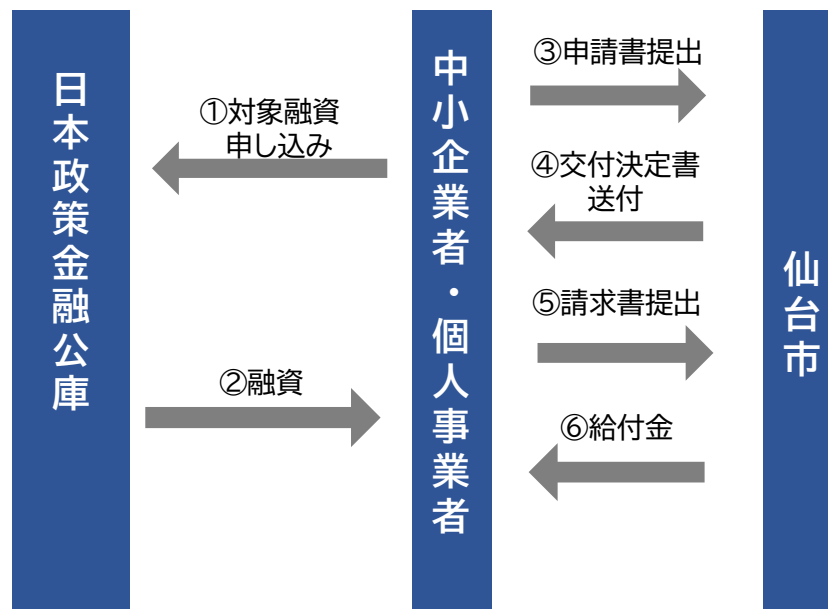 日本政策金融公庫
①対象融資
申し込み
②融資
中小企業者・個人事業者
③申請書提出
④交付決定書
送付
⑤請求書提出
⑥給付金
仙台市